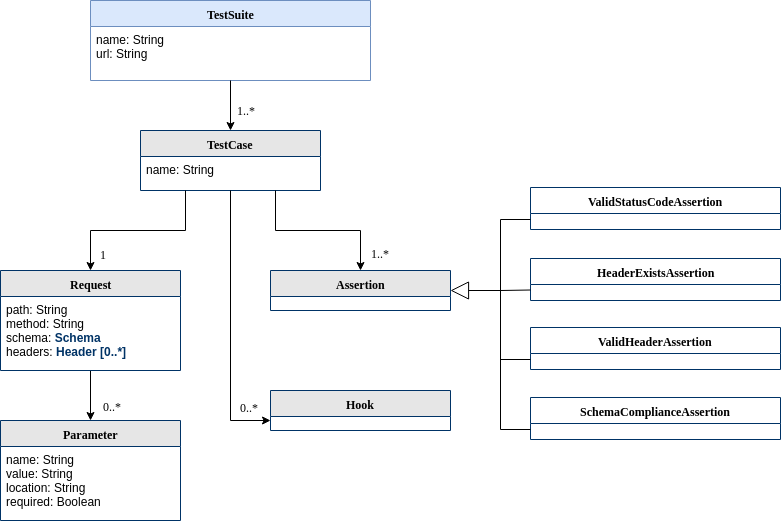 TestSuite
name: String
url: String
1..*
TestCase
name: String
1
1..*
Request
path: String
method: String
schema: Schema
headers: Header [0..*]
Assertion
ValidStatusCodeAssertion
HeaderExistsAssertion
ValidHeaderAssertion
SchemaComplianceAssertion
0..*
Hook
0..*
Parameter
name: String
value: String
location: String
required: Boolean